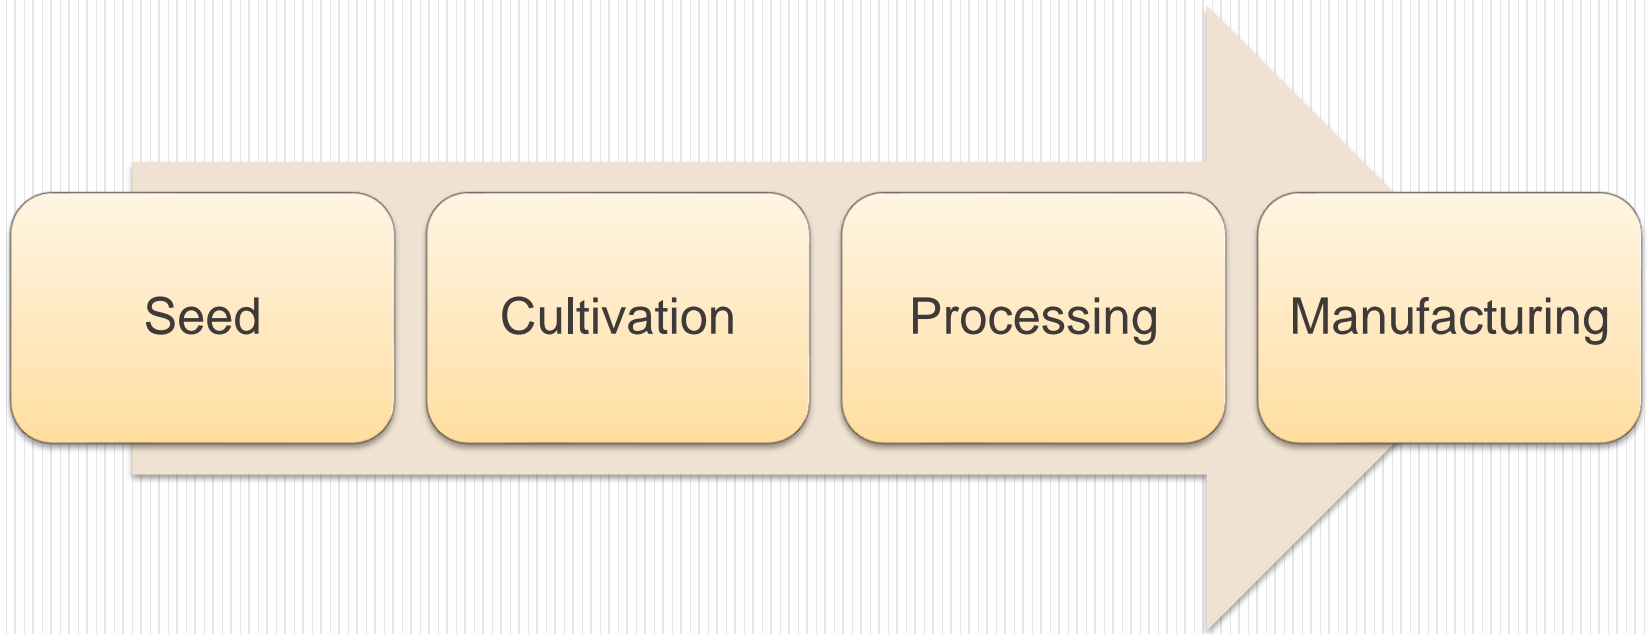 Seed
Cultivation
Processing
Manufacturing